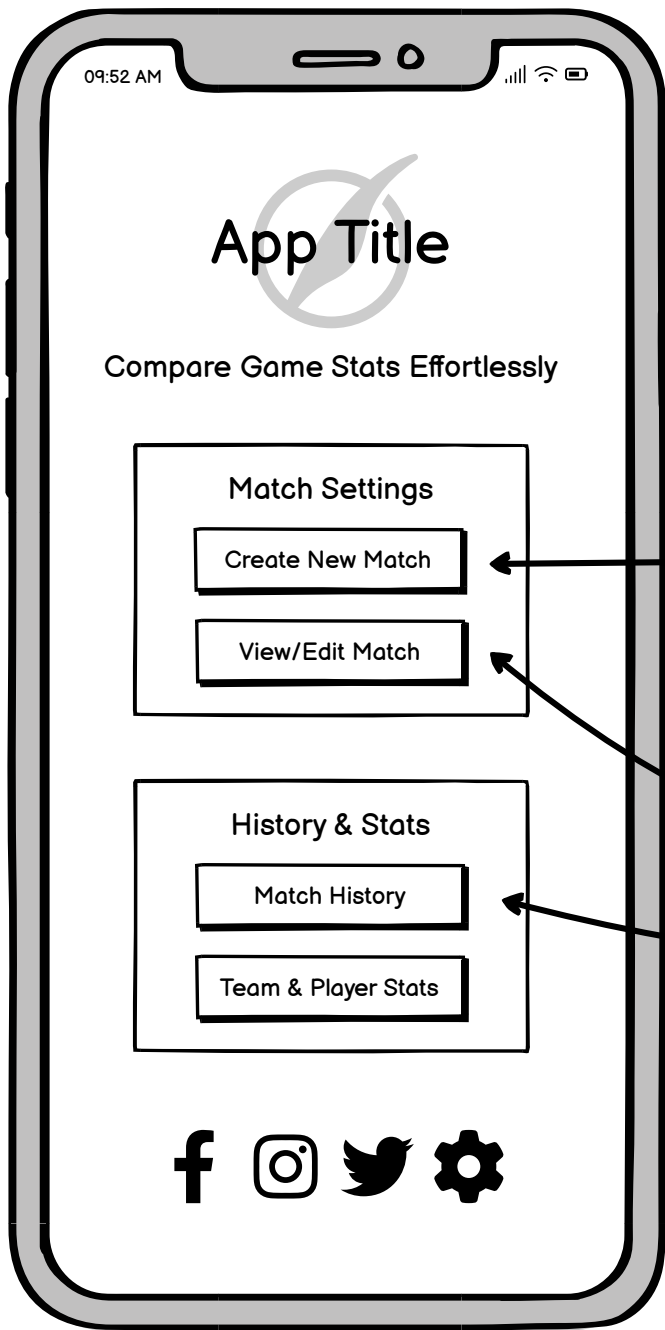 09:52 AM
App Title
Compare Game Stats Effortlessly
Match Settings
Create New Match
View/Edit Match
History & Stats
Match History
Team & Player Stats